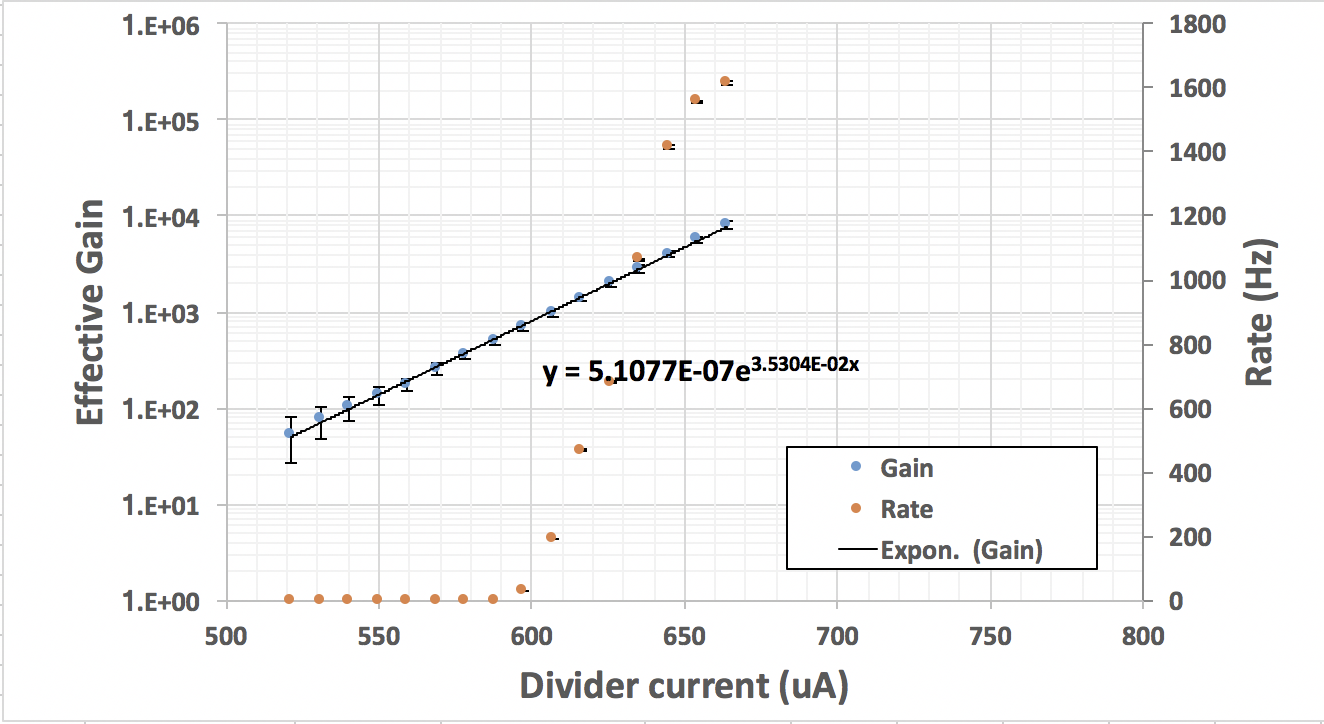 1.E+06
1.E+05
1.E+04
1.E+03
1.E+02
1.E+01
1.E+00
Effective Gain
1800
1600
1400
1200
1000
800
600
400
200
0
Rate (Hz)
y = 5.1077E-07e^3.5304E-02x
Gain
Rate
Expon. (Gain)
500 550 600 650 700 750 800
Divider current (uA)